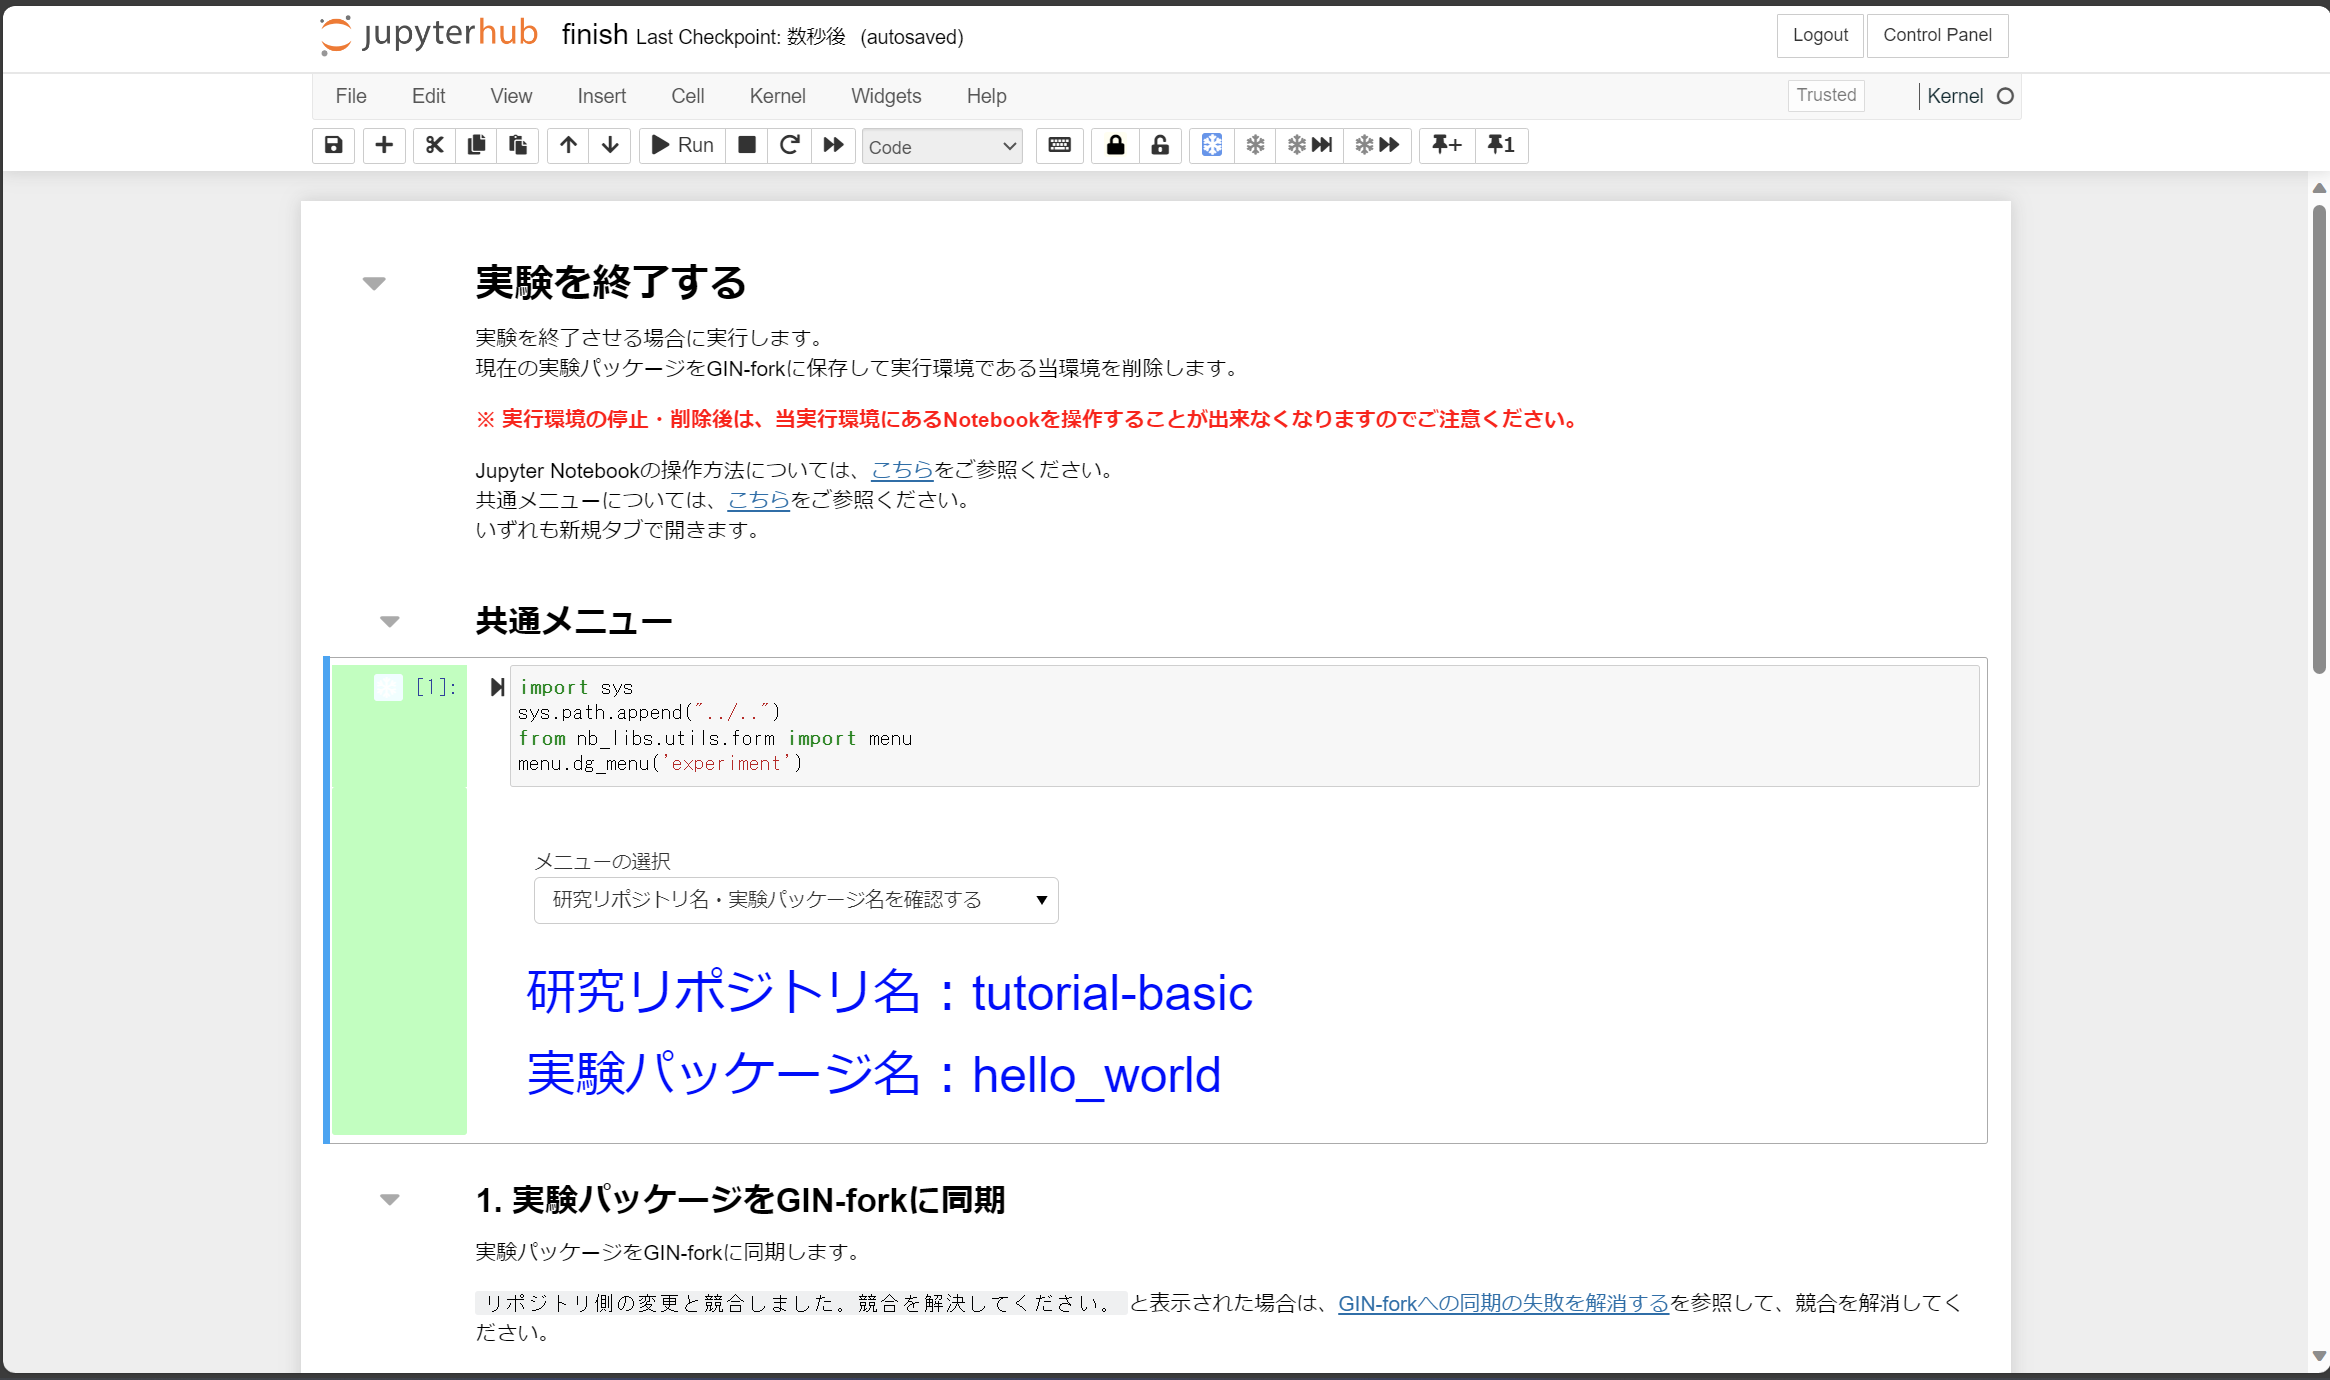 jupyterhub finish Last Checkpoint: 数秒後 (autosaved) Logout Control Panel
File Edit View Insert Cell Kernel Widgets Help Trusted Kernel
Run Code + 1
実験を終了する
実験を終了させる場合に実行します。
現在の実験パッケージをGIN-forkに保存して実行環境である当環境を削除します。
※ 実行環境の停止・削除後は、当実行環境にあるNotebookを操作することが出来なくなりますのでご注意ください。
Jupyter Notebookの操作方法については、こちらをご参照ください。
共通メニューについては、こちらをご参照ください。
いずれも新規タブで開きます。
共通メニュー
[1]: import sys
sys.path.append("../..")
from nb_libs.utils.form import menu
menu.dg_menu('experiment')
メニューの選択
研究リポジトリ名・実験パッケージ名を確認する
研究リポジトリ名：tutorial-basic
実験パッケージ名：hello_world
1. 実験パッケージをGIN-forkに同期
実験パッケージをGIN-forkに同期します。
リポジトリ側の変更と競合しました。競合を解決してください。 と表示された場合は、GIN-forkへの同期の失敗を解消するを参照して、競合を解消してく
ださい。